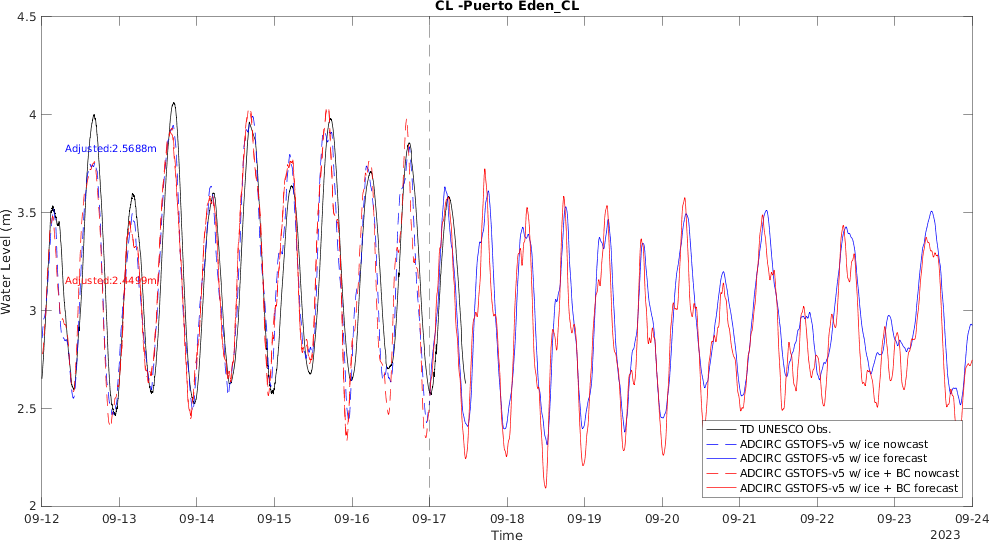 CL -Puerto Eden_CL
4.5
4
3.5
3
2.5
2
Water Level (m)
Adjusted:2.5688m
Adjusted:2.4499m
TD UNESCO Obs.
ADCIRC GSTOFS-v5 w/ ice nowcast
ADCIRC GSTOFS-v5 w/ ice forecast
ADCIRC GSTOFS-v5 w/ ice + BC nowcast
ADCIRC GSTOFS-v5 w/ ice + BC forecast
09-12 09-13 09-14 09-15 09-16 09-17 09-18 09-19 09-20 09-21 09-22 09-23 09-24
Time
2023